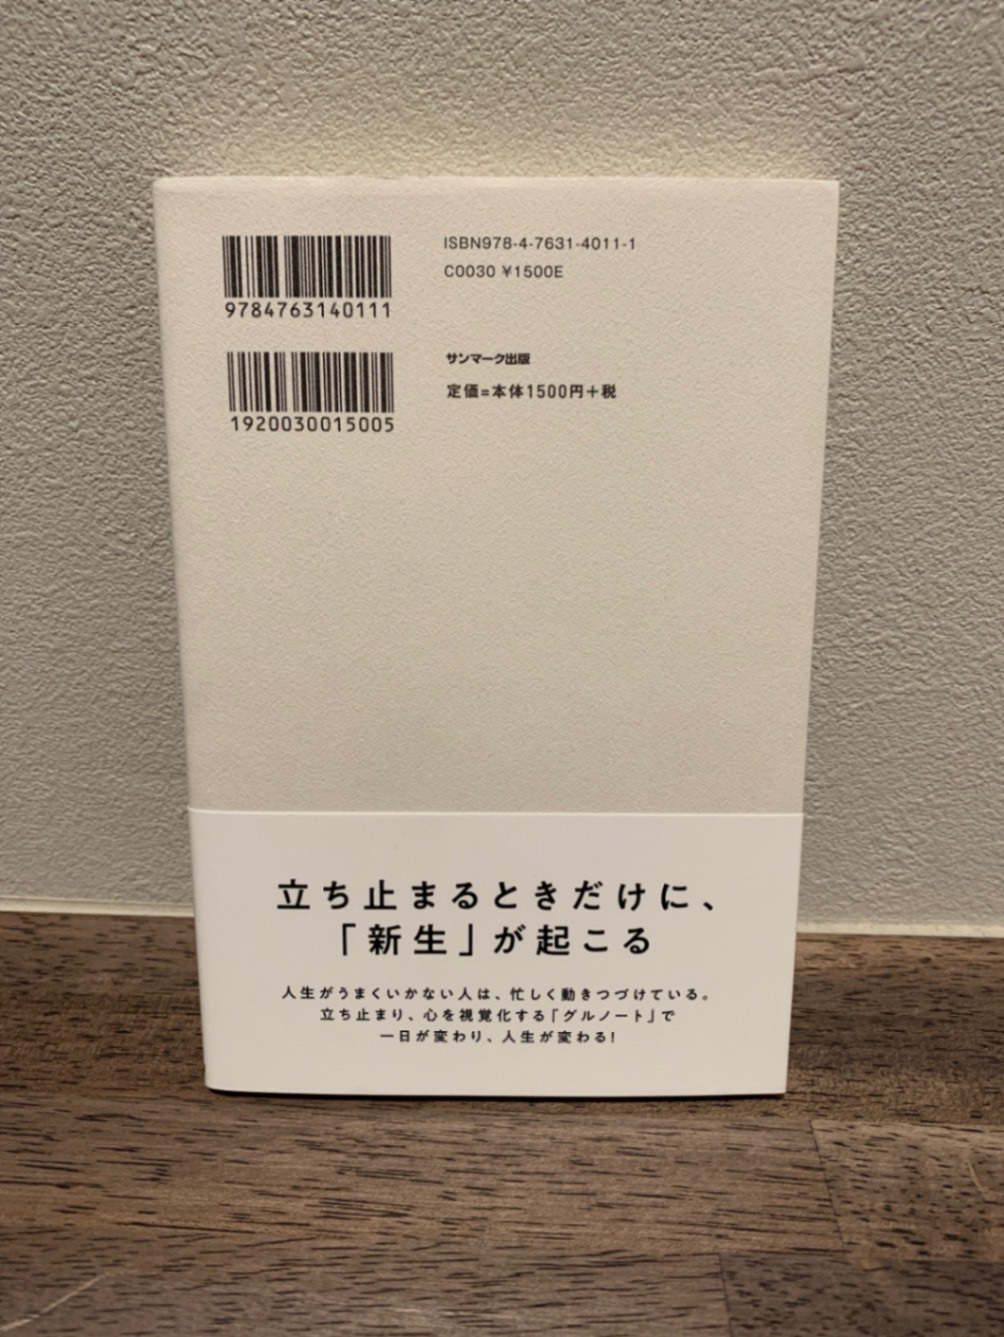 ISBN978-4-7631-4011-1
C0030 ¥1500E
9784763140111
サンマーク出版
定価=本体1500円+税
1920030015005
立ち止まるときだけに、
「新生」が起こる
人生がうまくいかない人は、忙しく動きつづけている。
立ち止まり、心を視覚化する「グルノート」で
一日が変わり、人生が変わる!